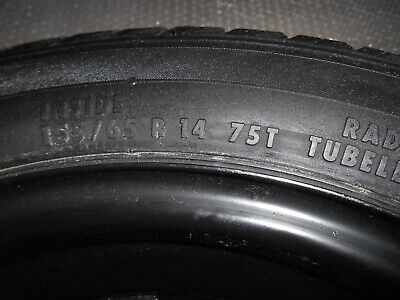 INSIDE
155/65 R 14 75T
RAD
TUBELE